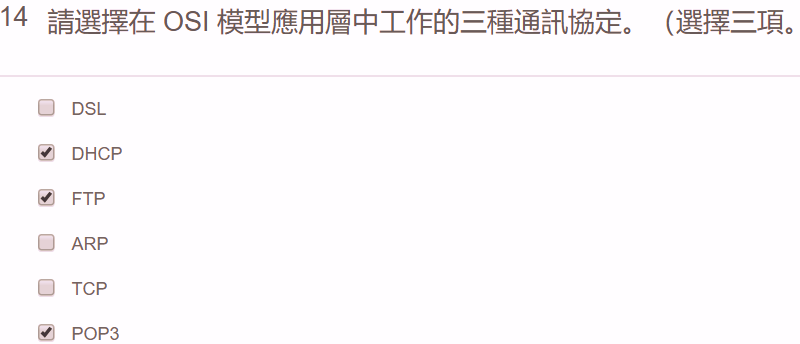 14 請選擇在 OSI 模型應用層中工作的三種通訊協定。（選擇三項。
DSL
DHCP
FTP
ARP
TCP
POP3